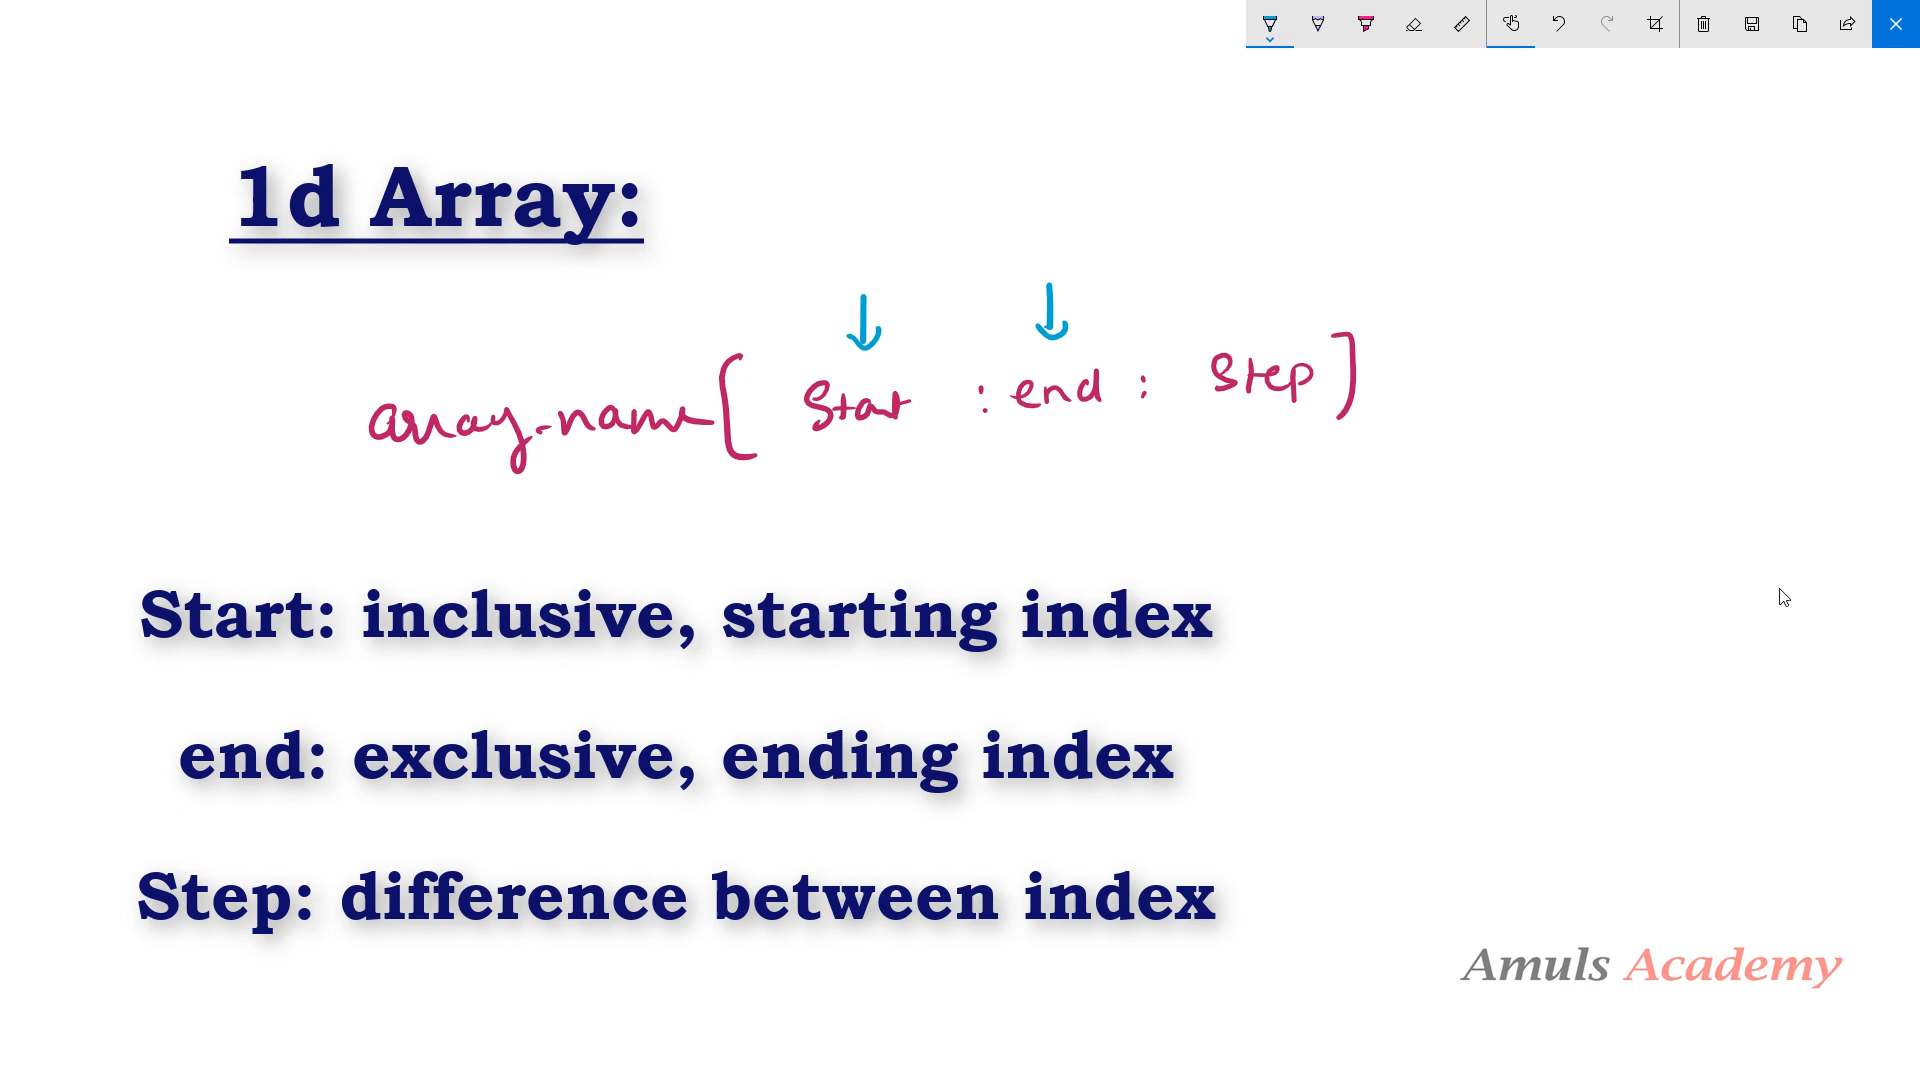 1d Array:
array_name[ Start : end : Step ]
Start: inclusive, starting index
end: exclusive, ending index
Step: difference between index
Amuls Academy